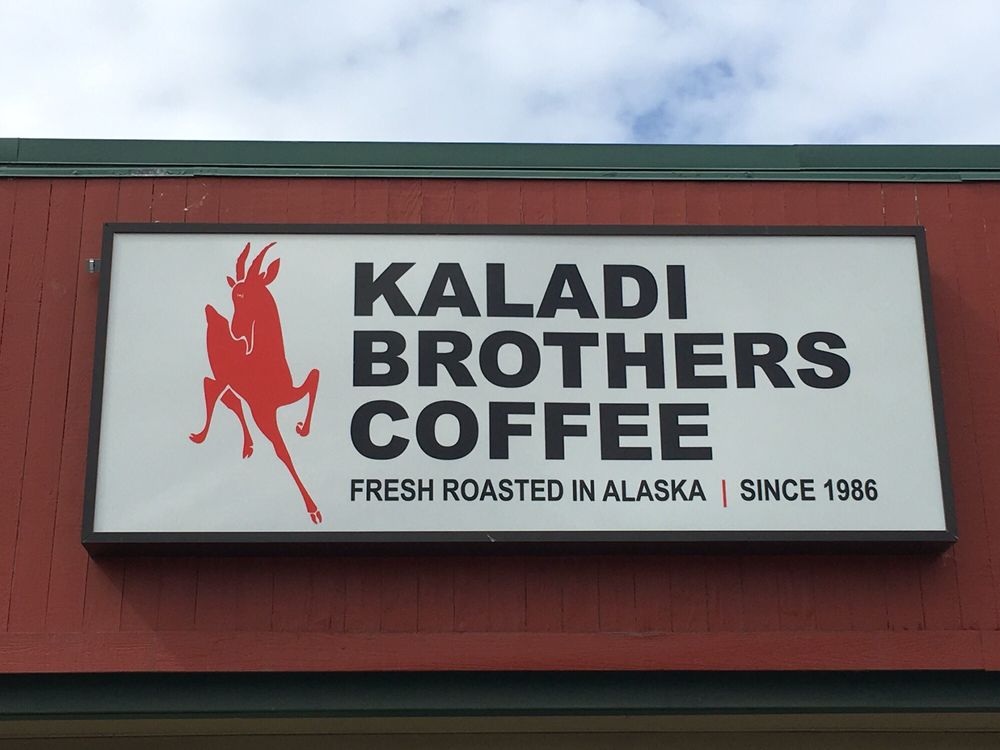 KALADI
BROTHERS
COFFEE
FRESH ROASTED IN ALASKA | SINCE 1986